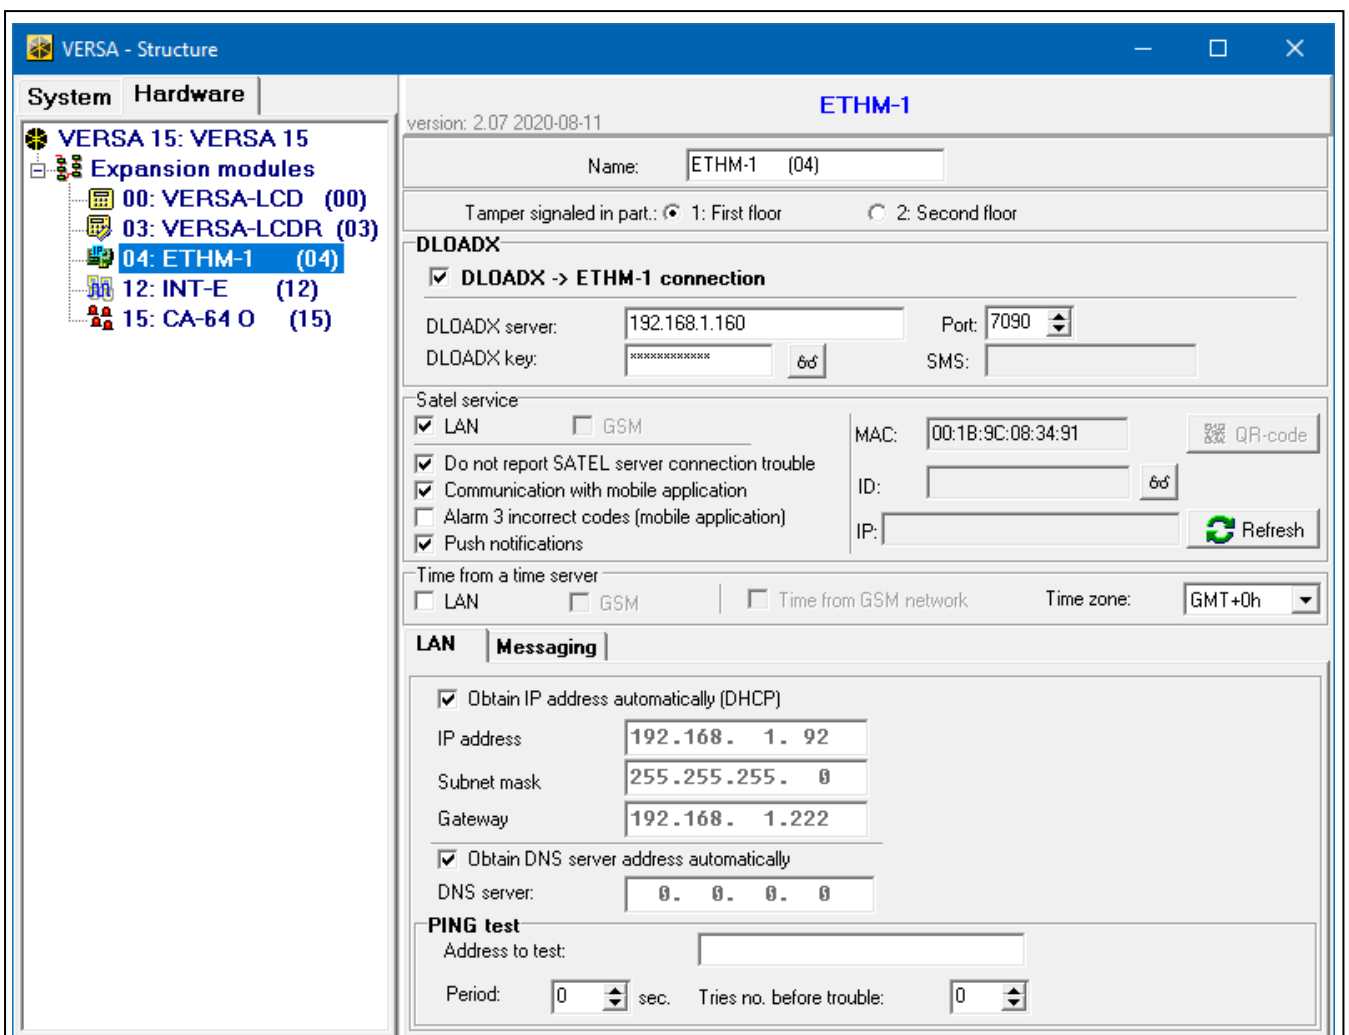 VERSA - Structure
System Hardware
VERSA 15: VERSA 15
Expansion modules
00: VERSA-LCD (00)
03: VERSA-LCDR (03)
04: ETHM-1 (04)
12: INT-E (12)
15: CA-64 O (15)
ETHM-1
version: 2.07 2020-08-11
Name: ETHM-1 (04)
Tamper signaled in part.: 1: First floor 2: Second floor
DLOADX
DLOADX -> ETHM-1 connection
DLOADX server: 192.168.1.160 Port: 7090
DLOADX key: ************ SMS:
Satel service
LAN GSM
Do not report SATEL server connection trouble
Communication with mobile application
Alarm 3 incorrect codes (mobile application)
Push notifications
MAC: 00:1B:9C:08:34:91 QR-code
ID:
IP: Refresh
Time from a time server
LAN GSM Time from GSM network Time zone: GMT+0h
LAN Messaging
Obtain IP address automatically (DHCP)
IP address 192.168. 1. 92
Subnet mask 255.255.255. 0
Gateway 192.168. 1.222
Obtain DNS server address automatically
DNS server: 0. 0. 0. 0
PING test
Address to test:
Period: 0 sec. Tries no. before trouble: 0